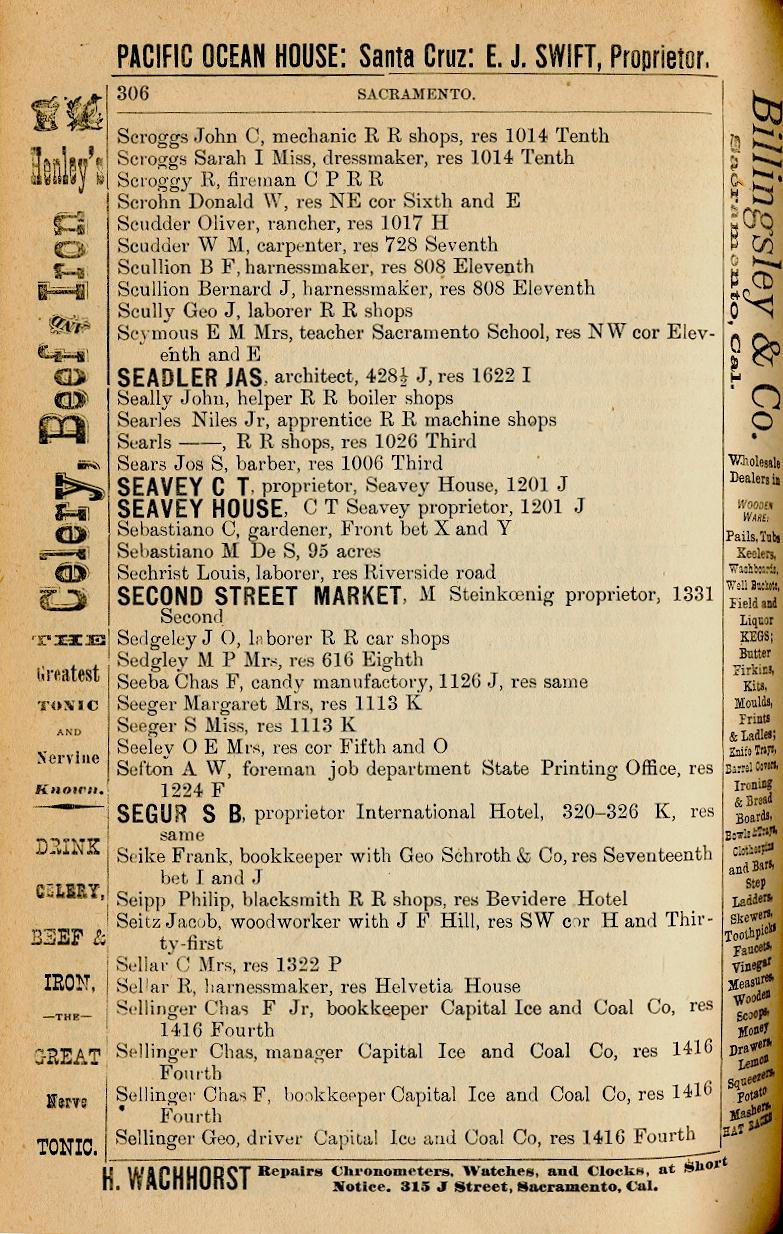 PACIFIC OCEAN HOUSE: Santa Cruz: E. J. SWIFT, Proprietor.
306 SACRAMENTO.
Scroggs John C, mechanic R R shops, res 1014 Tenth
Scroggs Sarah I Miss, dressmaker, res 1014 Tenth
Scroggy R, fireman C P R R
Scrohn Donald W, res NE cor Sixth and E
Scudder Oliver, rancher, res 1017 H
Scudder W M, carpenter, res 728 Seventh
Scullion B F, harnessmaker, res 808 Eleventh
Scullion Bernard J, harnessmaker, res 808 Eleventh
Scully Geo J, laborer R R shops
Scymous E M Mrs, teacher Sacramento School, res NW cor Elev-
enth and E
SEADLER JAS, architect, 428½ J, res 1622 I
Seally John, helper R R boiler shops
Searles Niles Jr, apprentice R R machine shops
Searls ——, R R shops, res 1026 Third
Sears Jos S, barber, res 1006 Third
SEAVEY C T, proprietor, Seavey House, 1201 J
SEAVEY HOUSE, C T Seavey proprietor, 1201 J
Sebastiano C, gardener, Front bet X and Y
Sebastiano M De S, 95 acres
Sechrist Louis, laborer, res Riverside road
SECOND STREET MARKET, M Steinkœnig proprietor, 1331
Second
Sedgeley J O, laborer R R car shops
Sedgley M P Mrs, res 616 Eighth
Seeba Chas F, candy manufactory, 1126 J, res same
Seeger Margaret Mrs, res 1113 K
Seeger S Miss, res 1113 K
Seeley O E Mrs, res cor Fifth and O
Sefton A W, foreman job department State Printing Office, res
1224 F
SEGUR S B, proprietor International Hotel, 320–326 K, res
same
Seike Frank, bookkeeper with Geo Schroth & Co, res Seventeenth
bet I and J
Seipp Philip, blacksmith R R shops, res Bevidere Hotel
Seitz Jacob, woodworker with J F Hill, res SW cor H and Thir-
ty-first
Sellar C Mrs, res 1322 P
Sellar R, harnessmaker, res Helvetia House
Sellinger Chas F Jr, bookkeeper Capital Ice and Coal Co, res
1416 Fourth
Sellinger Chas, manager Capital Ice and Coal Co, res 1416
Fourth
Sellinger Chas F, bookkeeper Capital Ice and Coal Co, res 1416
Fourth
Sellinger Geo, driver Capital Ice and Coal Co, res 1416 Fourth
H. WACHHORST Repairs Chronometers, Watches, and Clocks, at Short
Notice. 315 J Street, Sacramento, Cal.
Henley's
Celery, Beef and Iron
THE
Greatest
TONIC
AND
Nervine
Known.
DRINK
CELERY,
BEEF &
IRON,
—THE—
GREAT
Nerve
TONIC.
Billingsley & Co.
Sacramento, Cal.
Wholesale
Dealers in
WOODEN
WARE;
Pails, Tubs
Keelers,
Washboards,
Well Buckets,
Field and
Liquor
KEGS;
Butter
Firkins,
Kits,
Moulds,
Prints
& Ladles;
Knife Trays,
Barrel Covers,
Ironing
& Bread
Boards,
Bowls & Trays,
Clothespins
and Bars,
Step
Ladders,
Skewers,
Toothpicks
Faucets,
Vinegar
Measures,
Wooden
Scoops,
Money
Drawers,
Lemon
Squeezers,
Potato
Mashers,
HAT RACKS